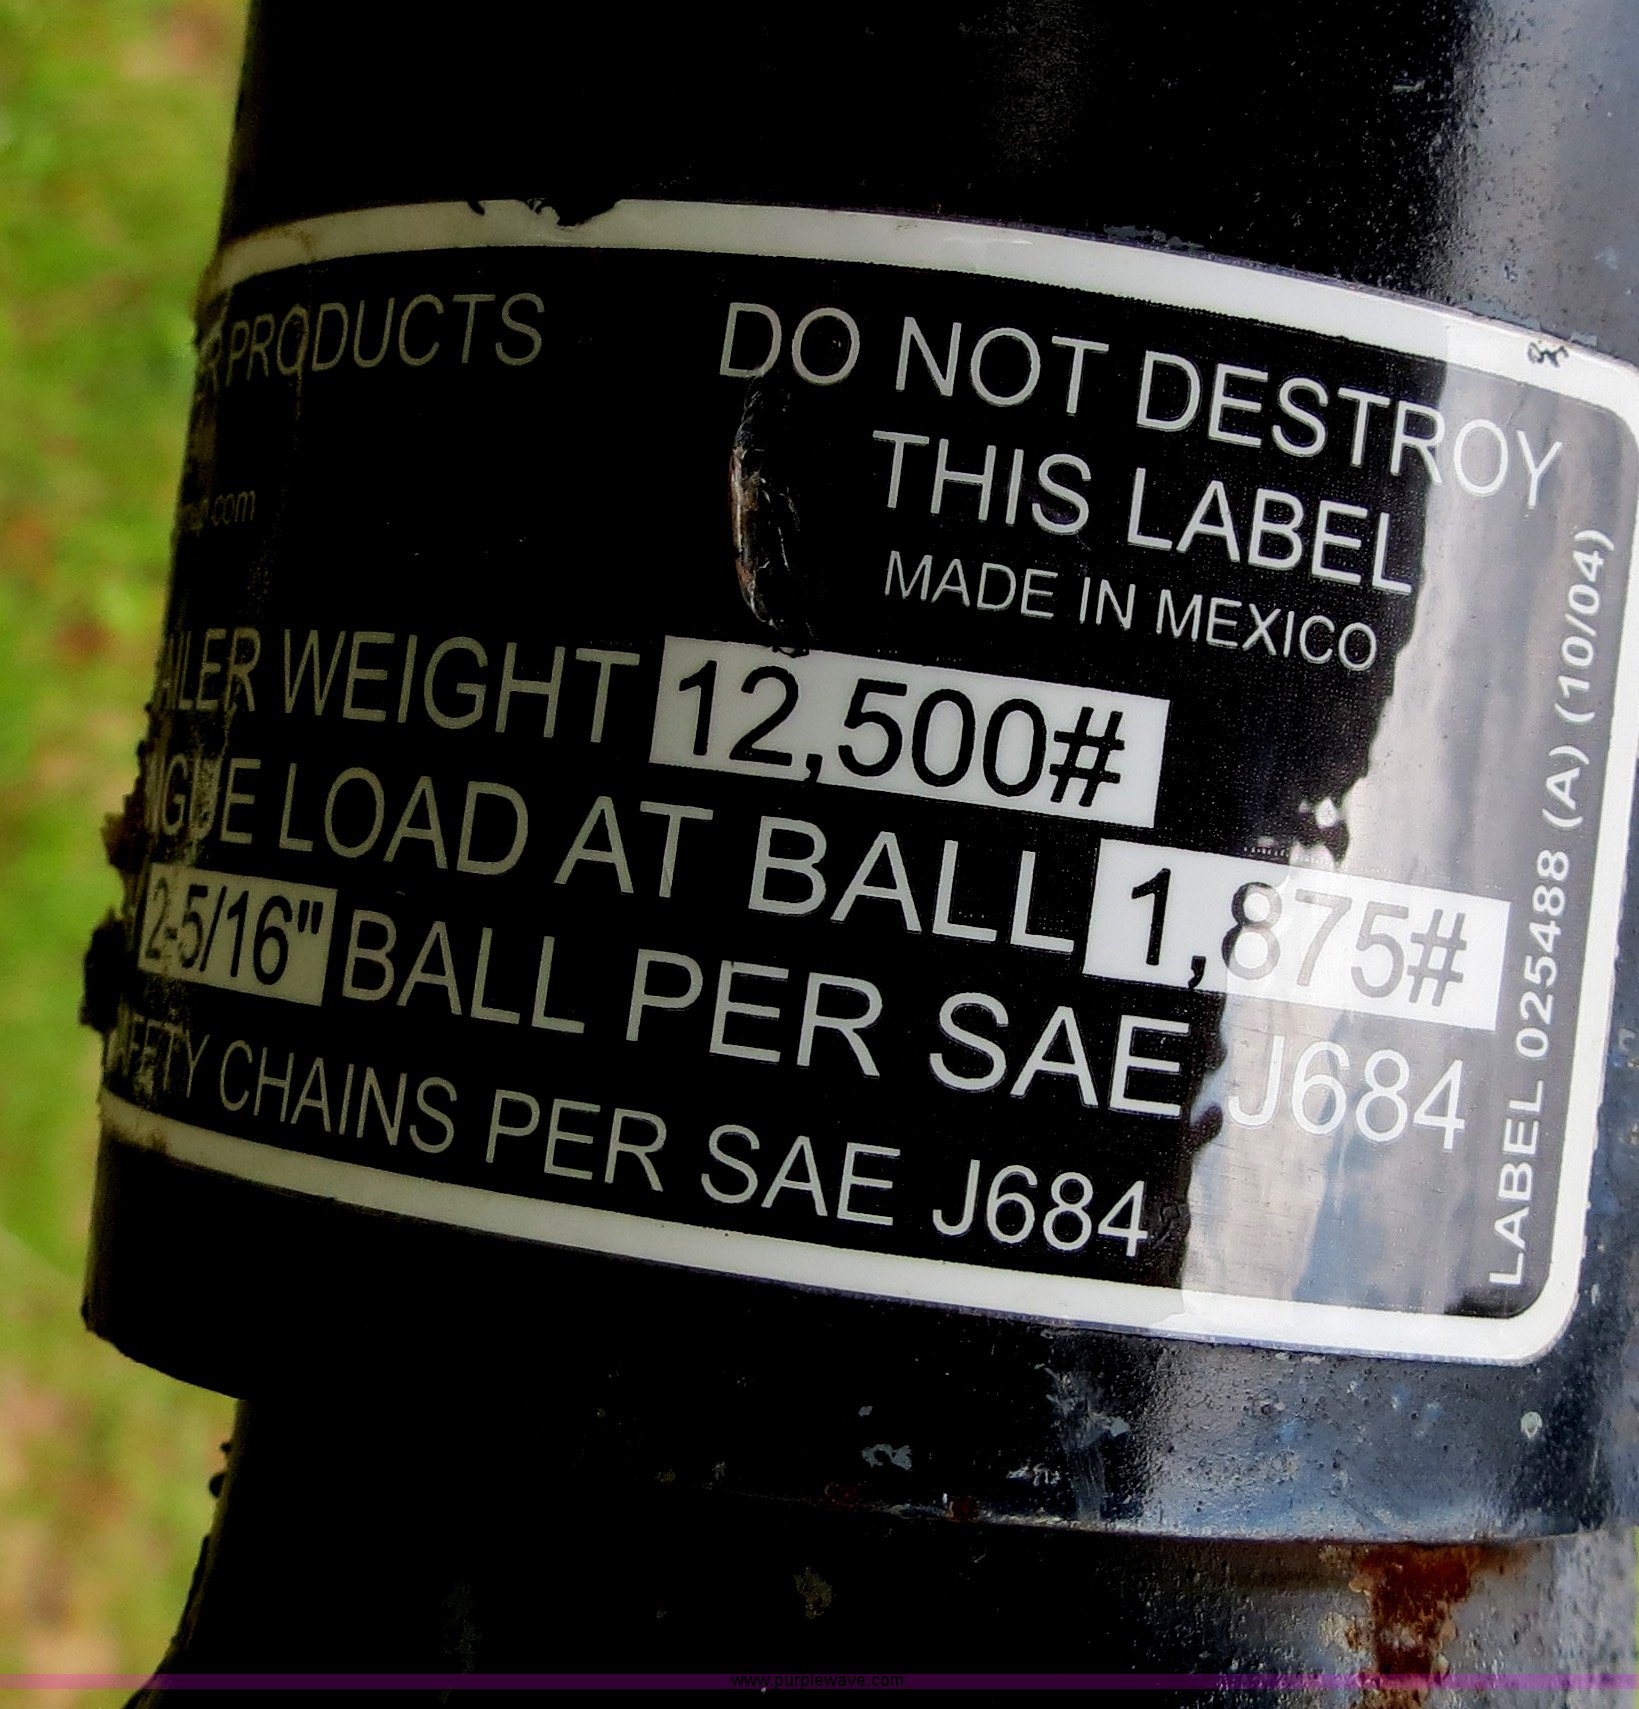 PRODUCTS
DO NOT DESTROY
THIS LABEL
MADE IN MEXICO
WEIGHT 12,500#
LOAD AT BALL 1,875#
2-5/16" BALL PER SAE J684
SAFETY CHAINS PER SAE J684
LABEL 025488 (A) (10/04)
www.purplewave.com